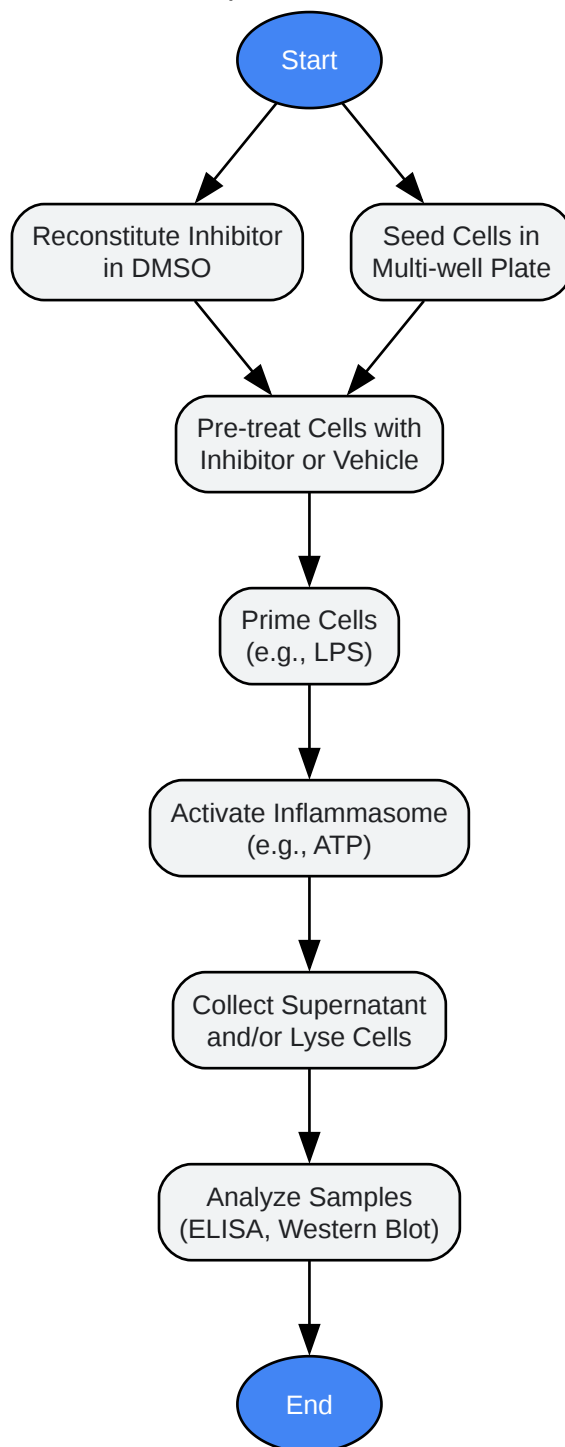 Start
Reconstitute Inhibitor
in DMSO
Seed Cells in
Multi-well Plate
Pre-treat Cells with
Inhibitor or Vehicle
Prime Cells
(e.g., LPS)
Activate Inflammasome
(e.g., ATP)
Collect Supernatant
and/or Lyse Cells
Analyze Samples
(ELISA, Western Blot)
End